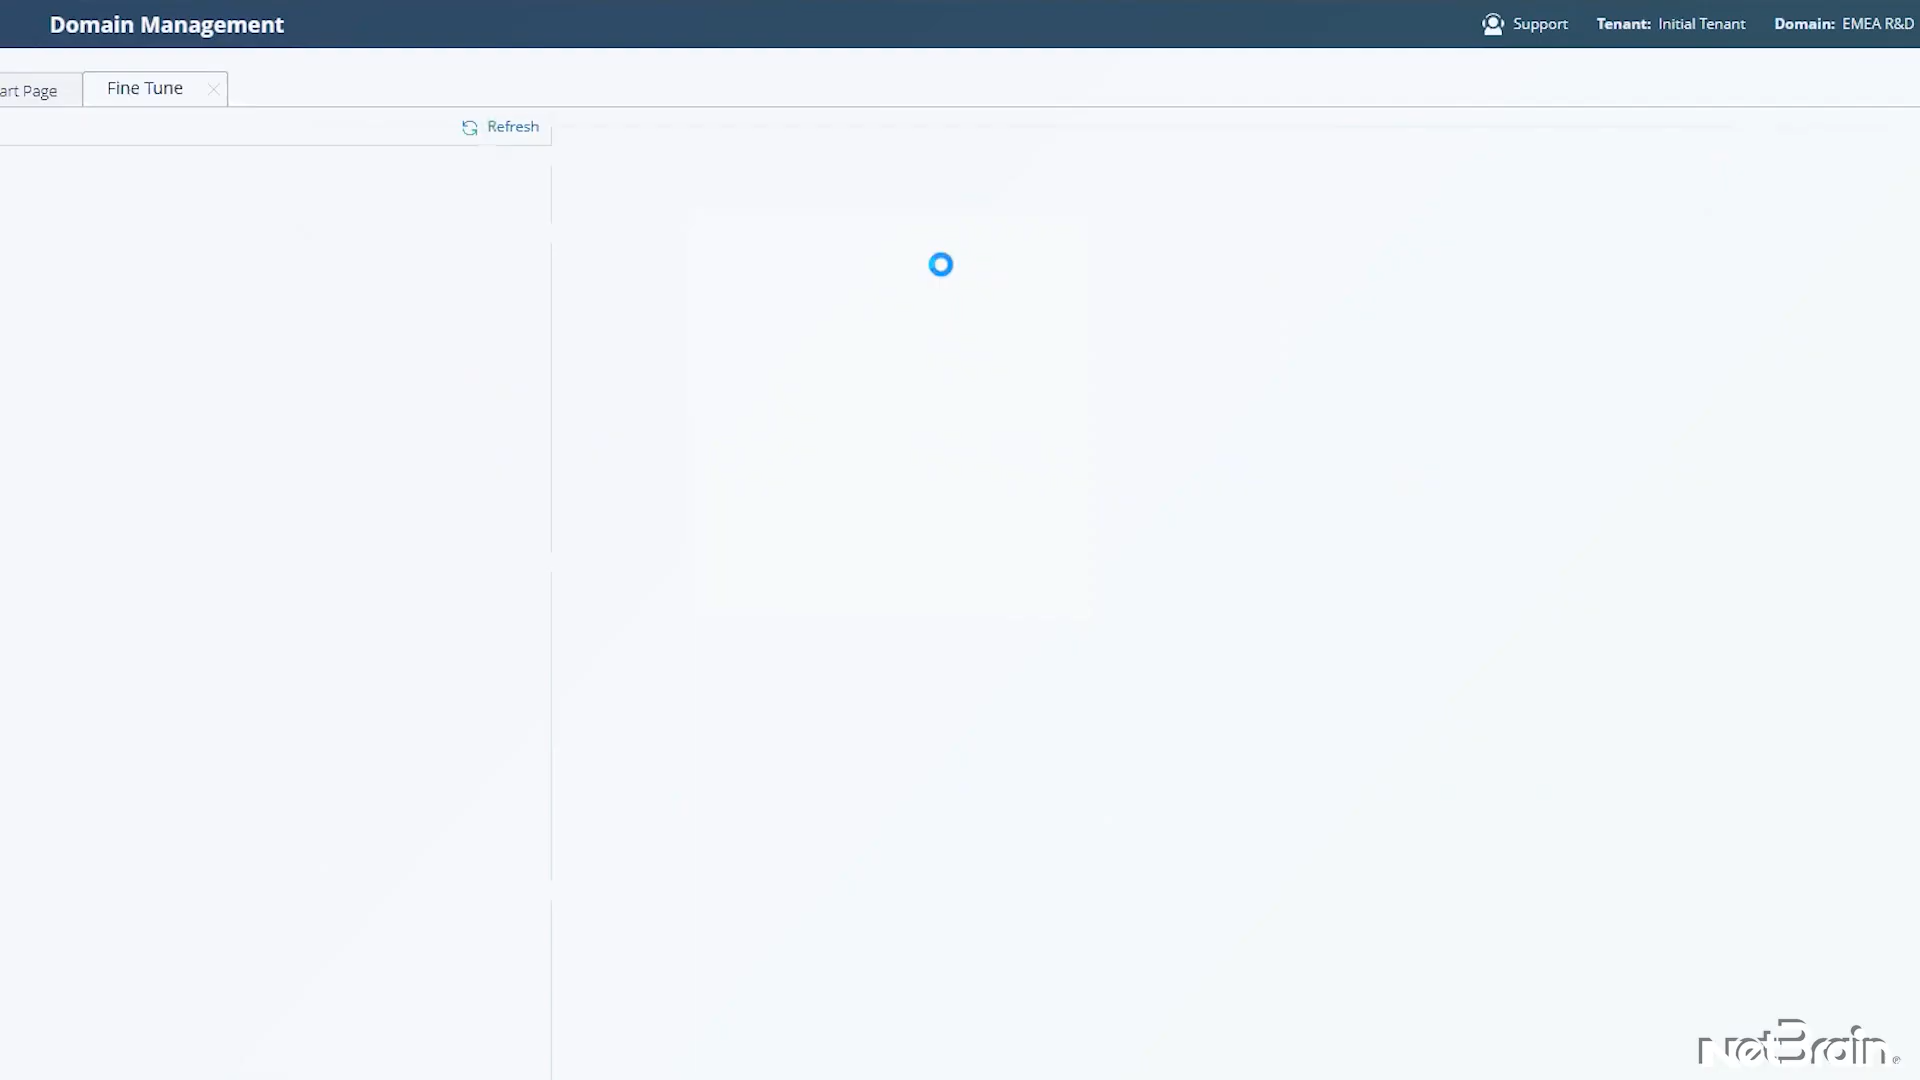 Domain Management
Support Tenant: Initial Tenant Domain: EMEA R&D
art Page
Fine Tune
Refresh
NetBrain®